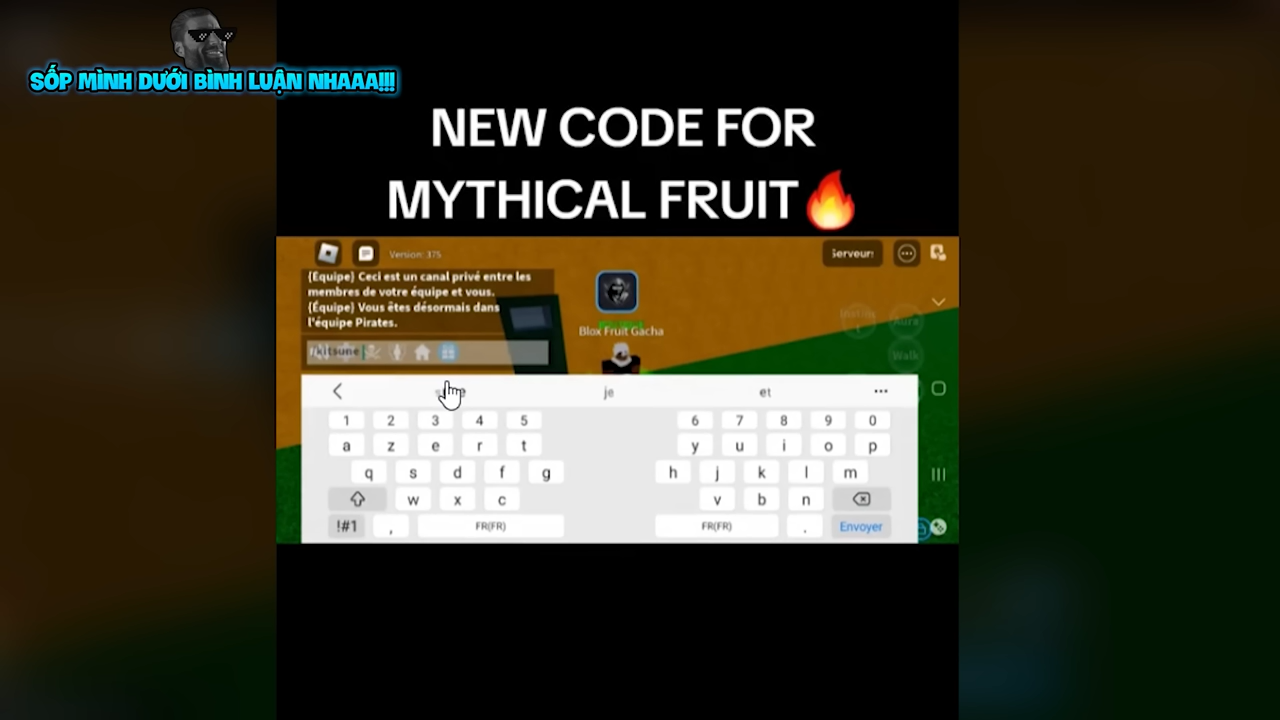 SỐP MÌNH DƯỚI BÌNH LUẬN NHAAA!!!
NEW CODE FOR
MYTHICAL FRUIT🔥
Version: 375
Serveur:
{Équipe} Ceci est un canal privé entre les
membres de votre équipe et vous.
{Équipe} Vous êtes désormais dans
l'équipe Pirates.
Blox Fruit Gacha
Aura
Walk
kitsune
je et
1 2 3 4 5 6 7 8 9 0
a z e r t y u i o p
q s d f g h j k l m
w x c v b n
!#1 , FR(FR) FR(FR) . Envoyer